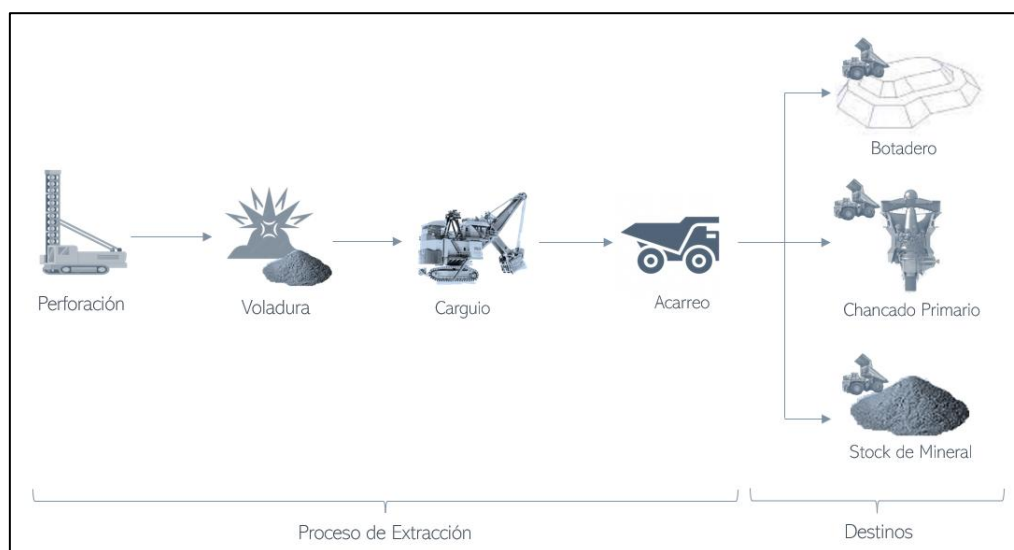 Perforación
Voladura
Carguio
Acarreo
Botadero
Chancado Primario
Stock de Mineral
Proceso de Extracción
Destinos